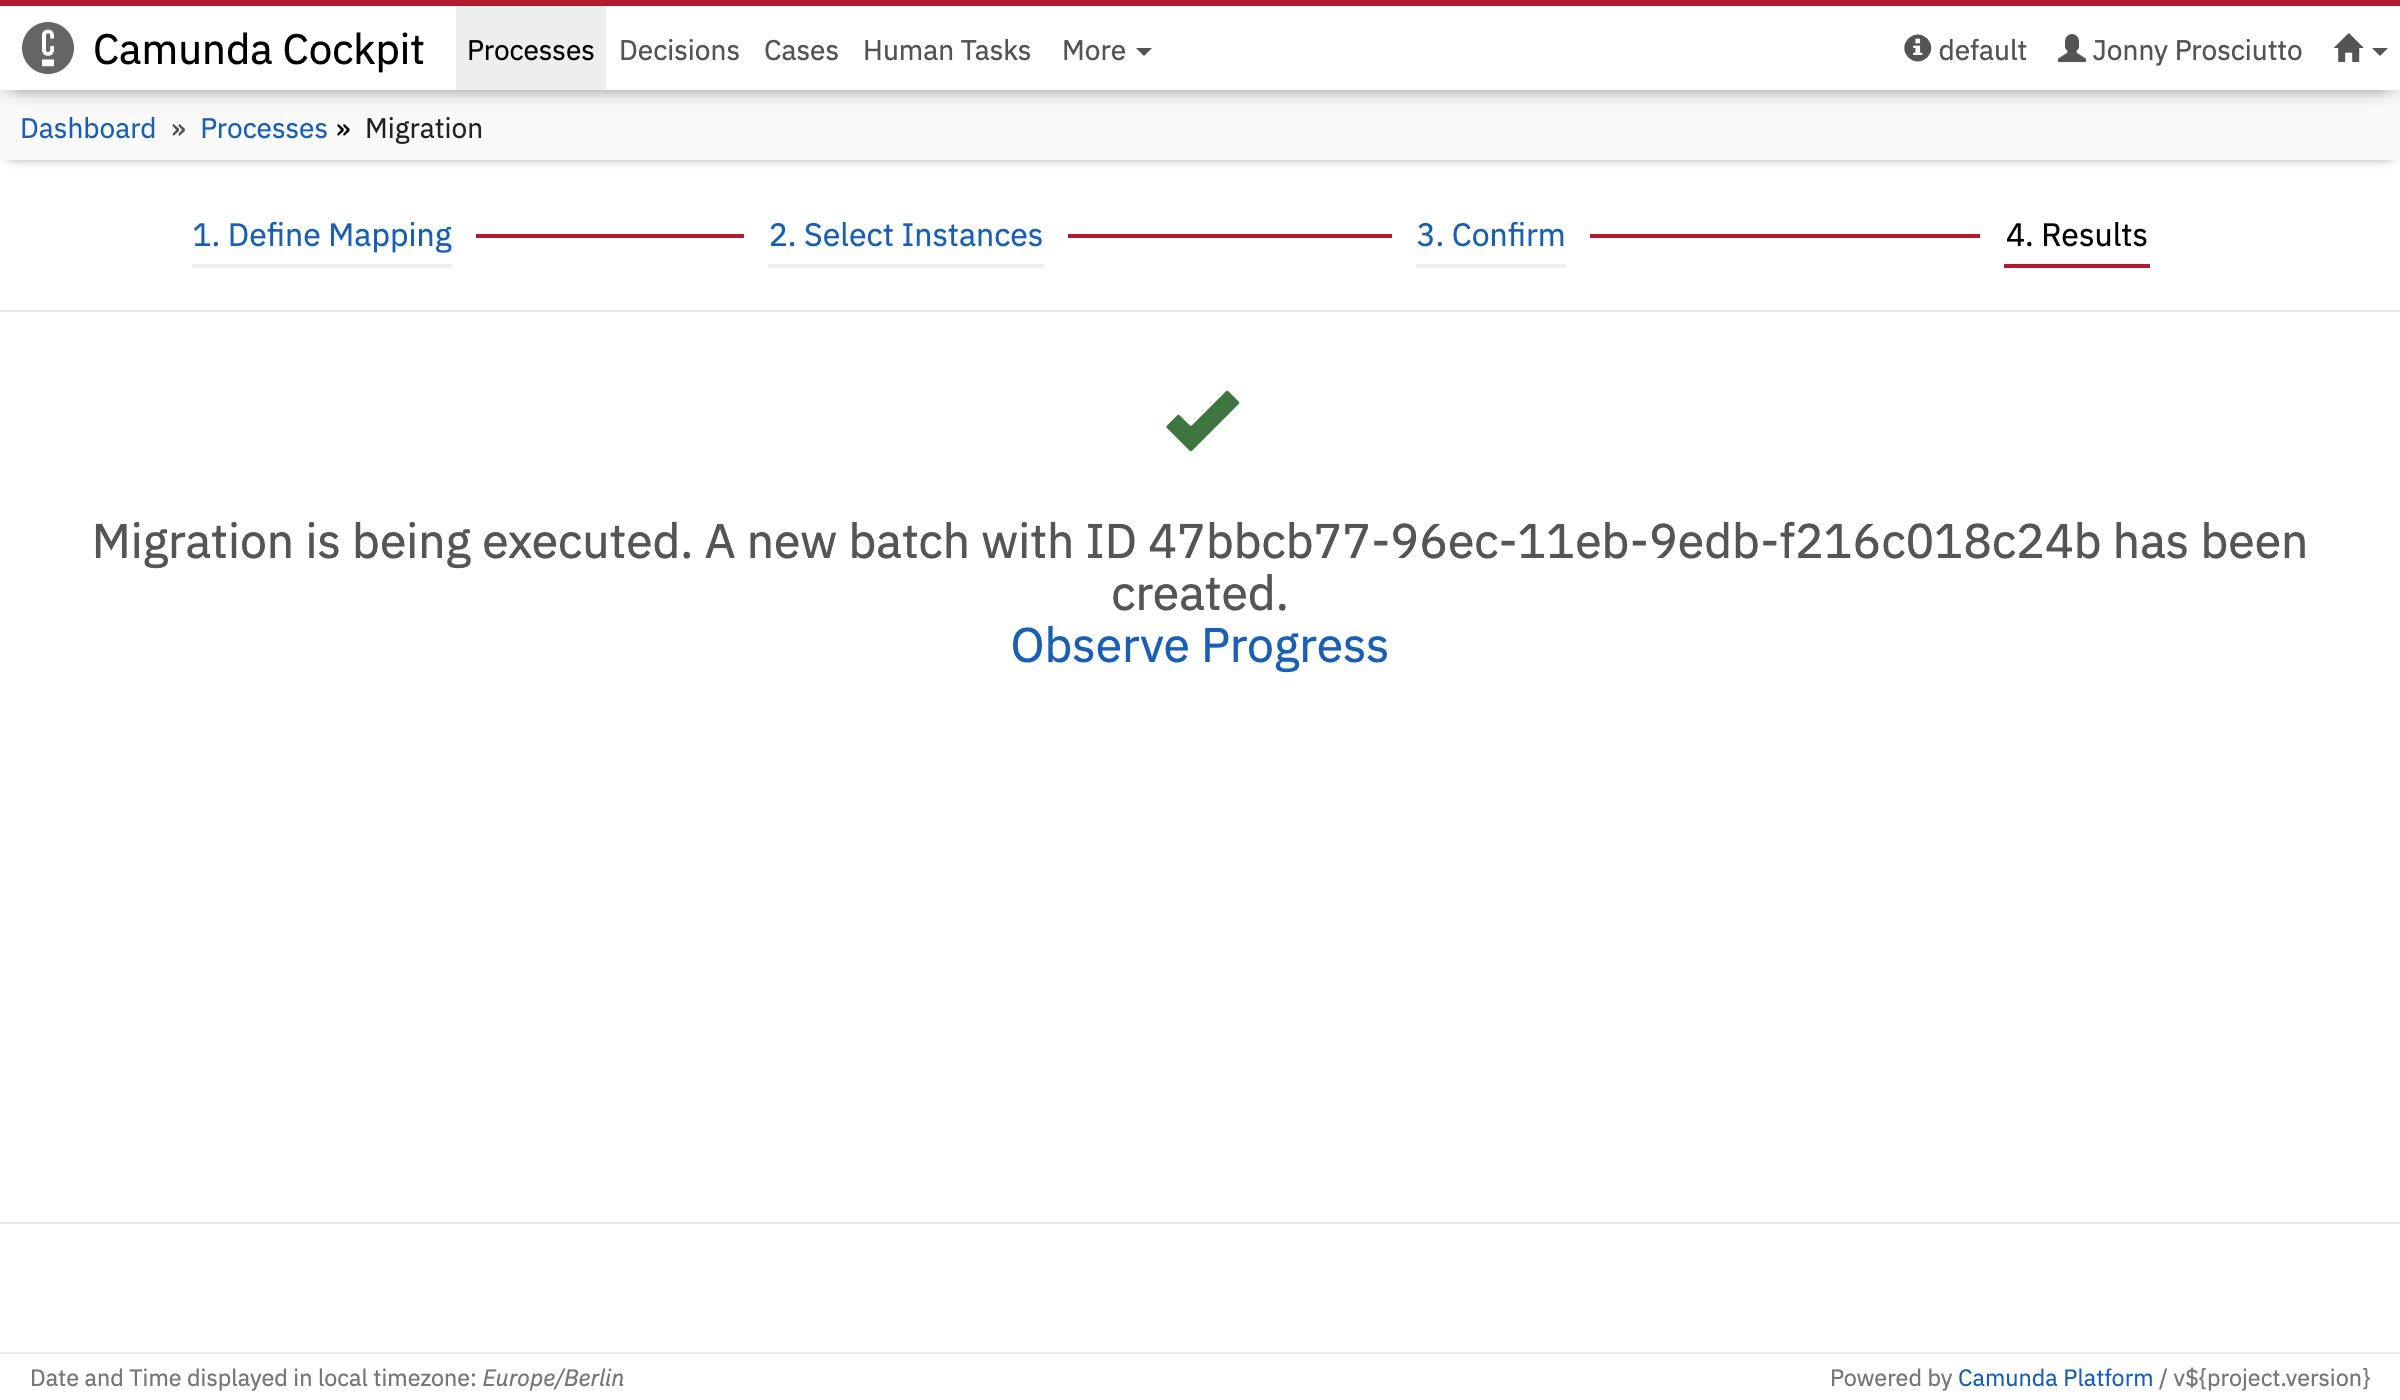 Camunda Cockpit Processes Decisions Cases Human Tasks More default Jonny Prosciutto
Dashboard » Processes » Migration
1. Define Mapping 2. Select Instances 3. Confirm 4. Results
Migration is being executed. A new batch with ID 47bbcb77-96ec-11eb-9edb-f216c018c24b has been
created.
Observe Progress
Date and Time displayed in local timezone: Europe/Berlin Powered by Camunda Platform / v${project.version}